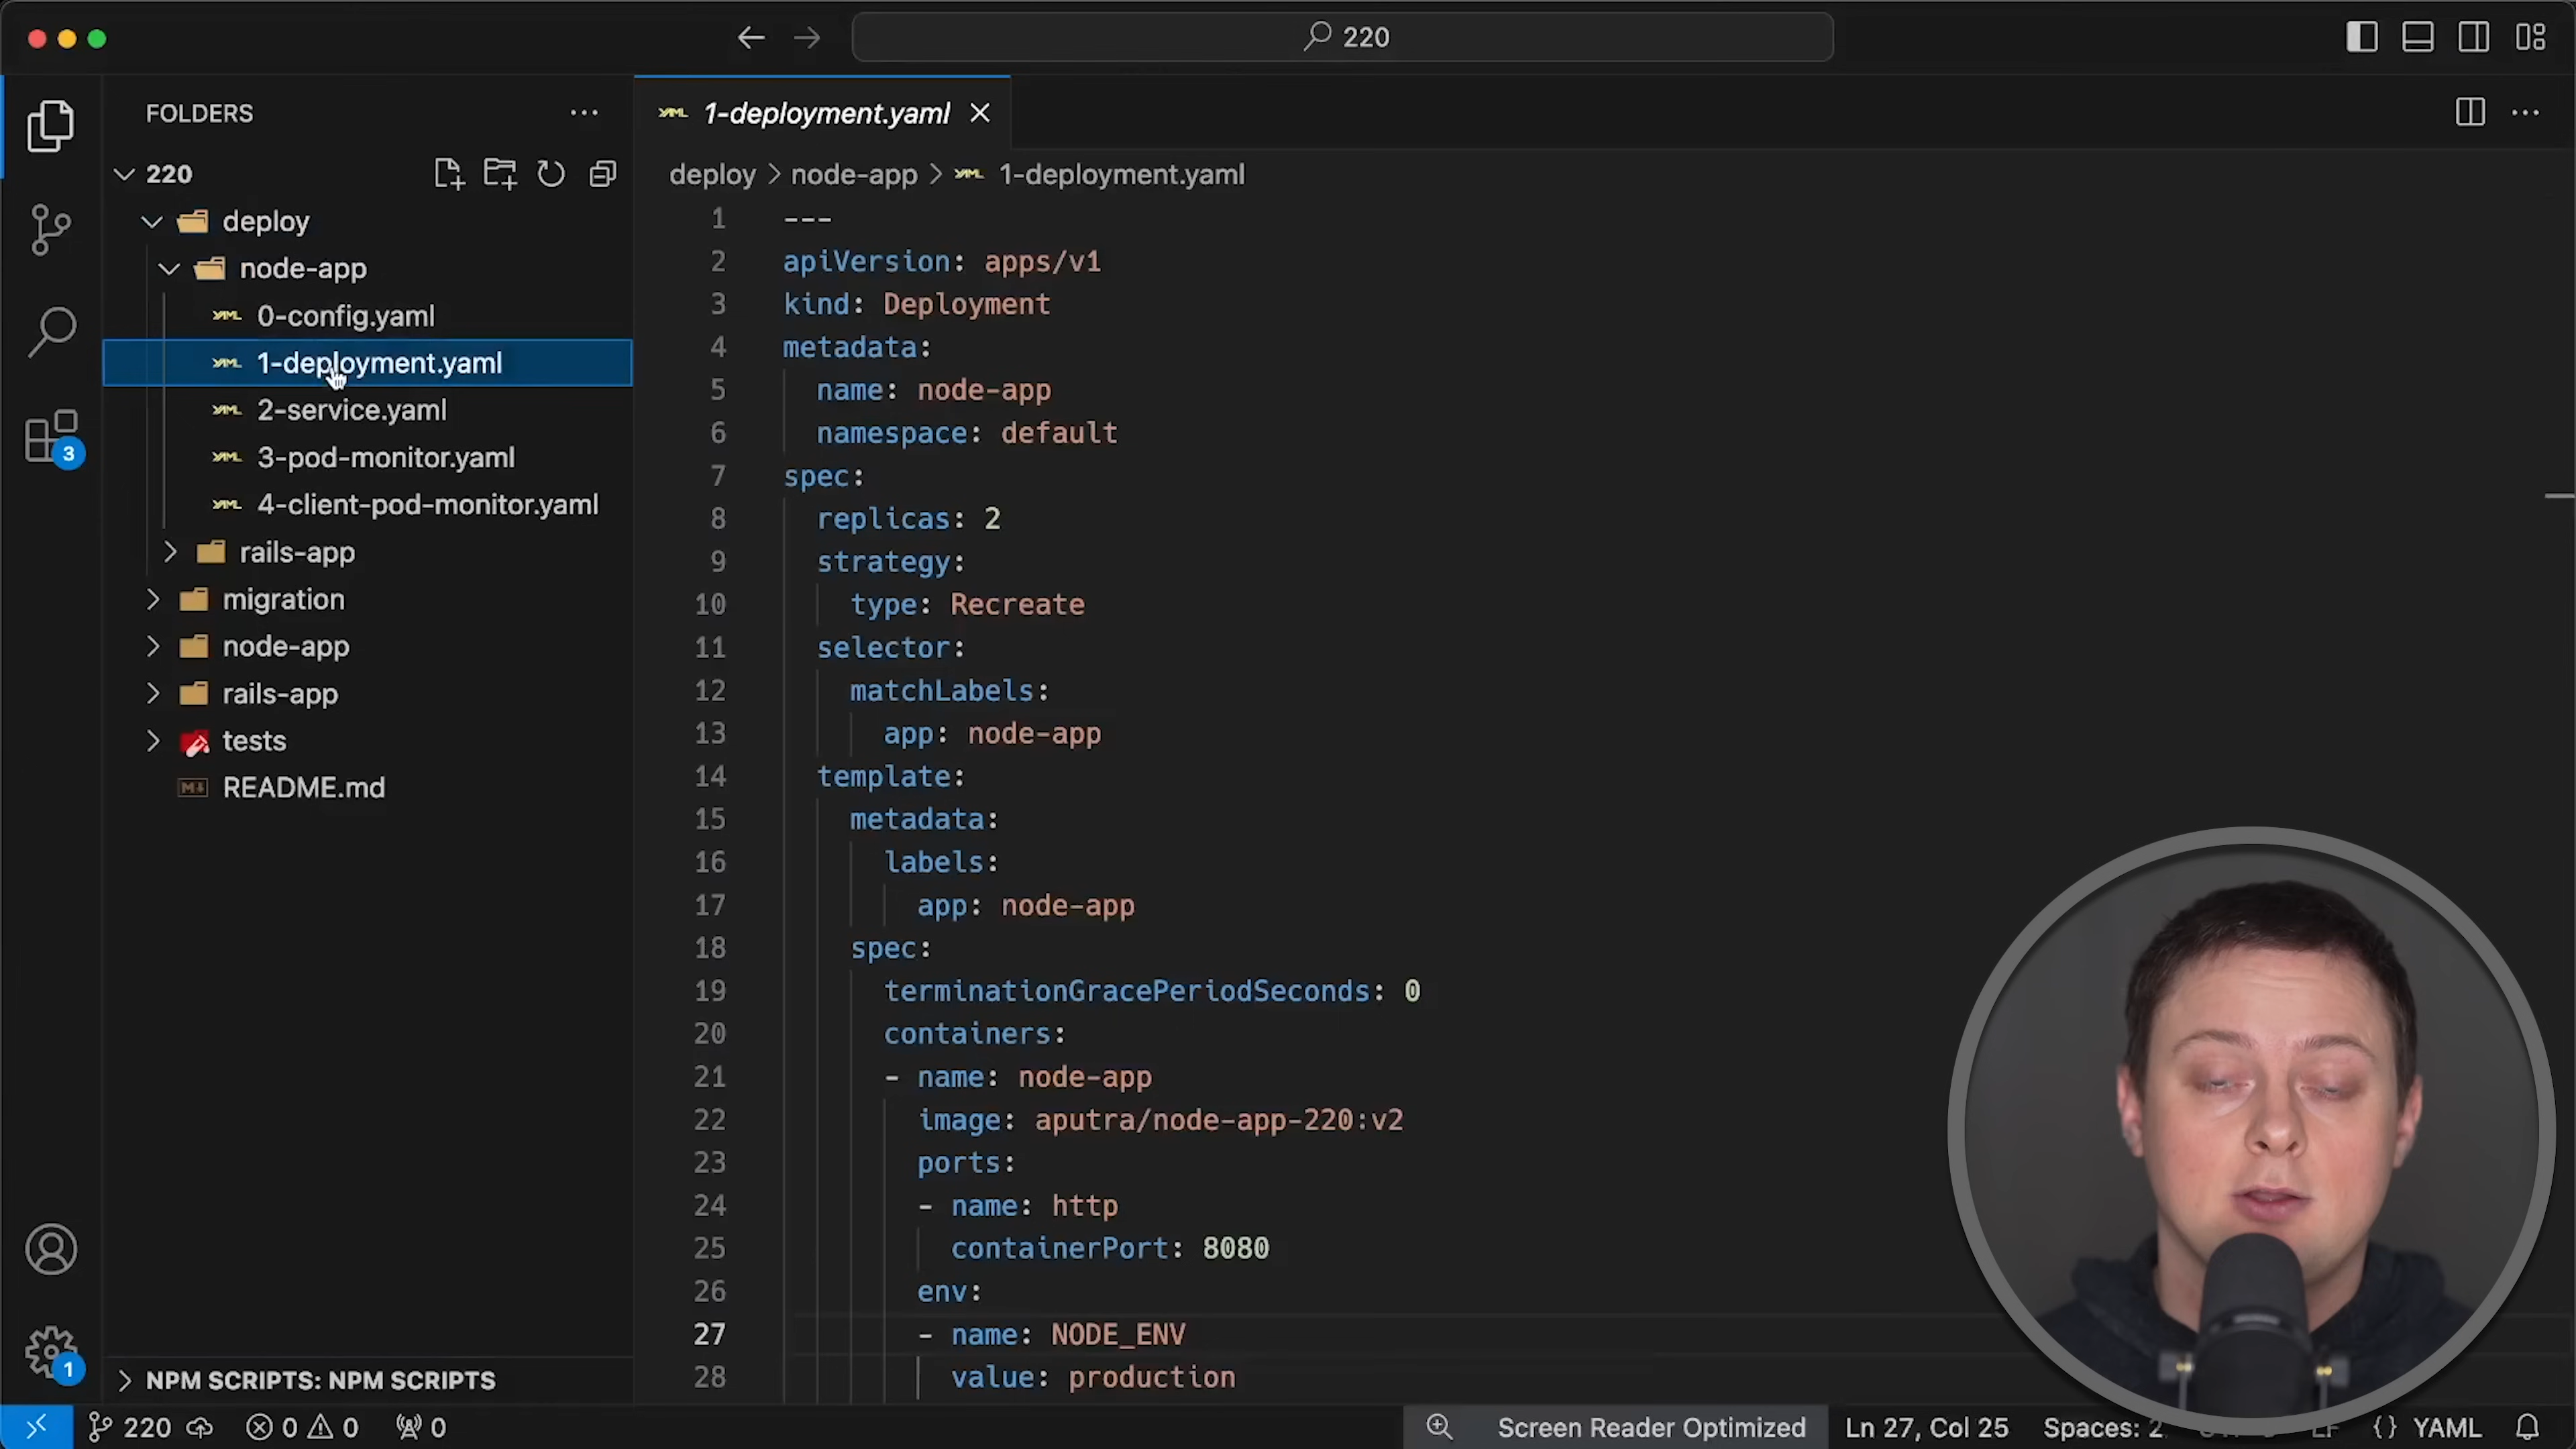 220
FOLDERS
220
deploy
node-app
0-config.yaml
1-deployment.yaml
2-service.yaml
3-pod-monitor.yaml
4-client-pod-monitor.yaml
rails-app
migration
node-app
rails-app
tests
README.md
NPM SCRIPTS: NPM SCRIPTS
3
1
1-deployment.yaml
deploy > node-app > 1-deployment.yaml
1 ---
2 apiVersion: apps/v1
3 kind: Deployment
4 metadata:
5 name: node-app
6 namespace: default
7 spec:
8 replicas: 2
9 strategy:
10 type: Recreate
11 selector:
12 matchLabels:
13 app: node-app
14 template:
15 metadata:
16 labels:
17 app: node-app
18 spec:
19 terminationGracePeriodSeconds: 0
20 containers:
21 - name: node-app
22 image: aputra/node-app-220:v2
23 ports:
24 - name: http
25 containerPort: 8080
26 env:
27 - name: NODE_ENV
28 value: production
220 0 0 0 Screen Reader Optimized Ln 27, Col 25 Spaces: 2 LF {} YAML